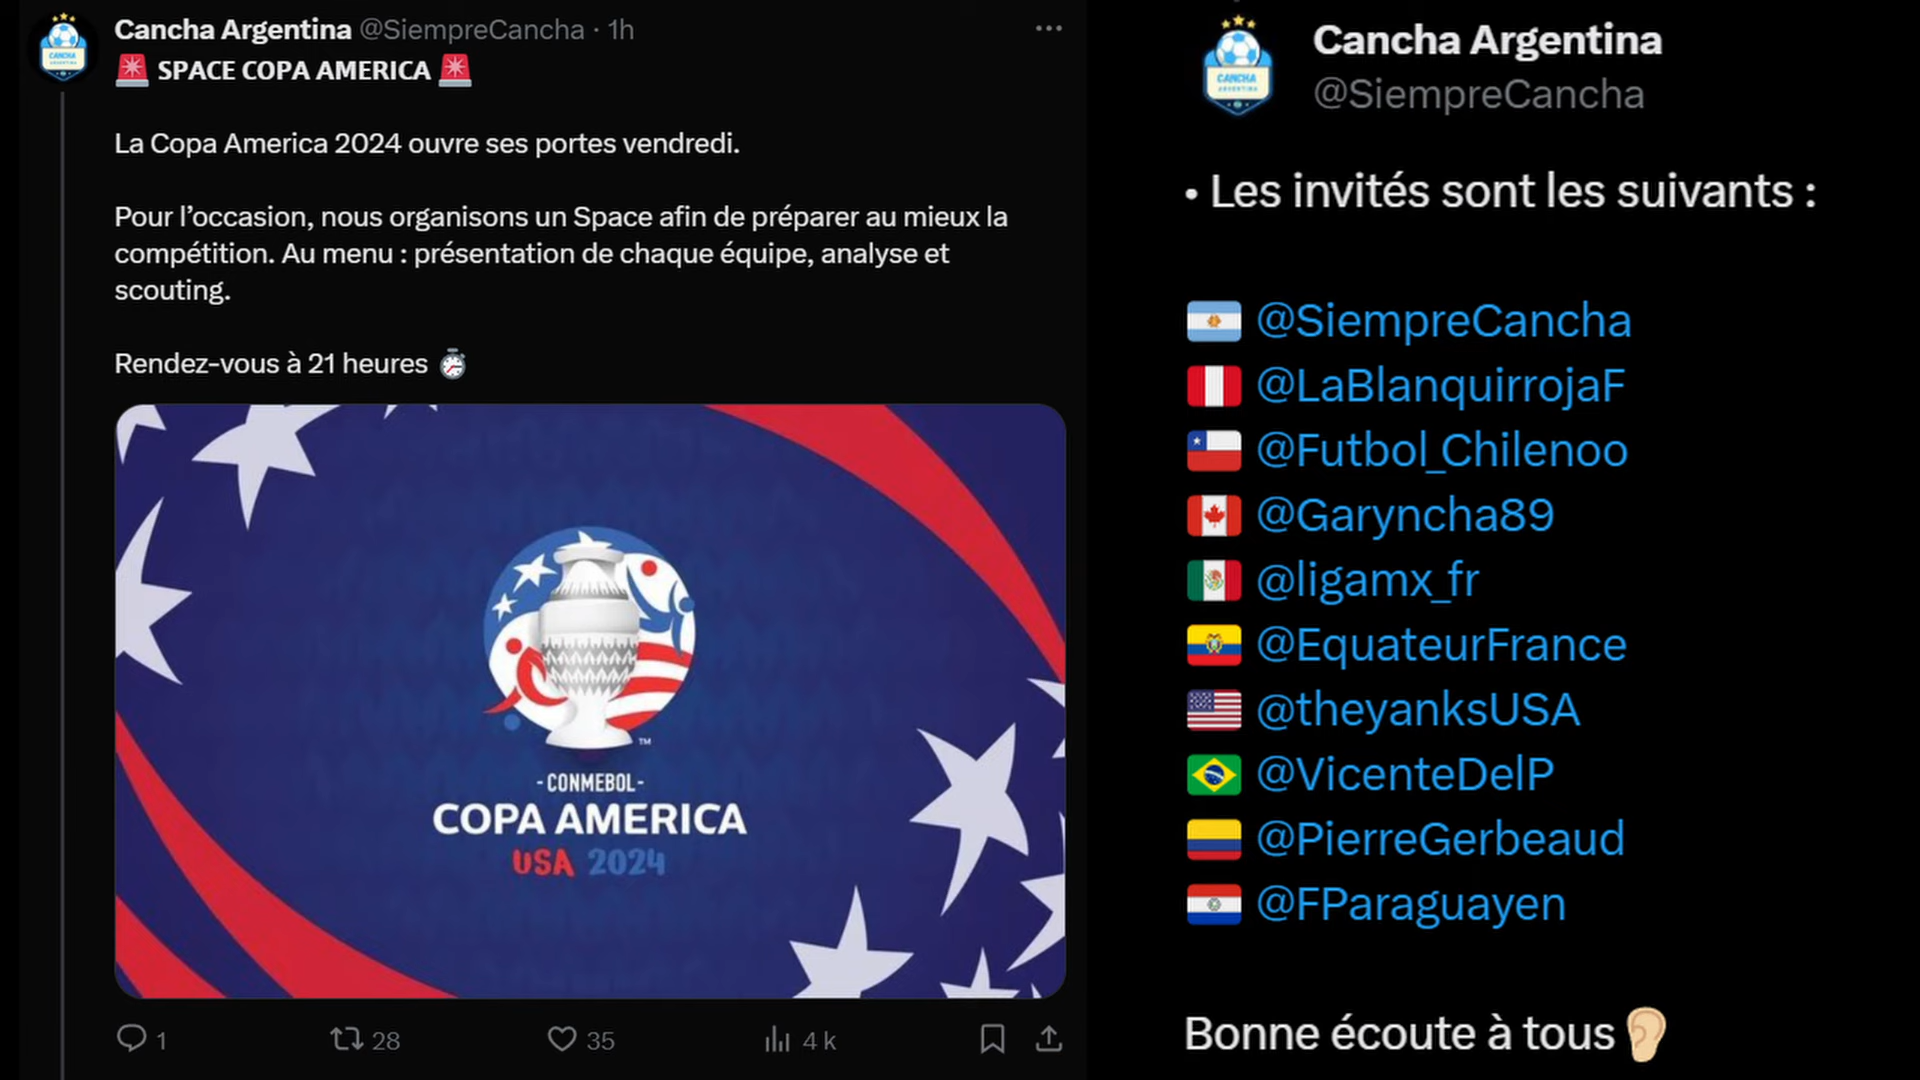 Cancha Argentina @SiempreCancha · 1h
🚨 SPACE COPA AMERICA 🚨
La Copa America 2024 ouvre ses portes vendredi.
Pour l’occasion, nous organisons un Space afin de préparer au mieux la
compétition. Au menu : présentation de chaque équipe, analyse et
scouting.
Rendez-vous à 21 heures ⏱️
TM
- CONMEBOL -
COPA AMERICA
USA 2024
1 28 35 4 k
CANCHA
ARGENTINA
Cancha Argentina
@SiempreCancha
• Les invités sont les suivants :
🇦🇷 @SiempreCancha
🇵🇪 @LaBlanquirrojaF
🇨🇱 @Futbol_Chilenoo
🇨🇦 @Garyncha89
🇲🇽 @ligamx_fr
🇪🇨 @EquateurFrance
🇺🇸 @theyanksUSA
🇧🇷 @VicenteDelP
🇨🇴 @PierreGerbeaud
🇵🇾 @FParaguayen
Bonne écoute à tous👂🏼